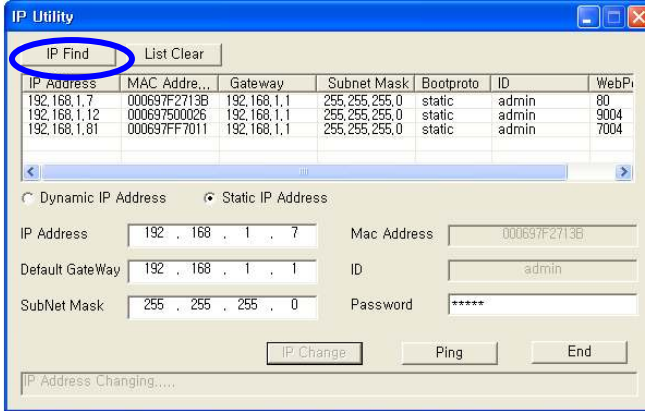 IP Utility
IP Find List Clear
IP Address MAC Addre... Gateway Subnet Mask Bootproto ID WebP
192.168.1.7 000697F2713B 192.168.1.1 255.255.255.0 static admin 80
192.168.1.12 000697500026 192.168.1.1 255.255.255.0 static admin 9004
192.168.1.81 000697FF7011 192.168.1.1 255.255.255.0 static admin 7004
Dynamic IP Address Static IP Address
IP Address 192 . 168 . 1 . 7 Mac Address 000697F2713B
Default GateWay 192 . 168 . 1 . 1 ID admin
SubNet Mask 255 . 255 . 255 . 0 Password *****
IP Change Ping End
IP Address Changing.....